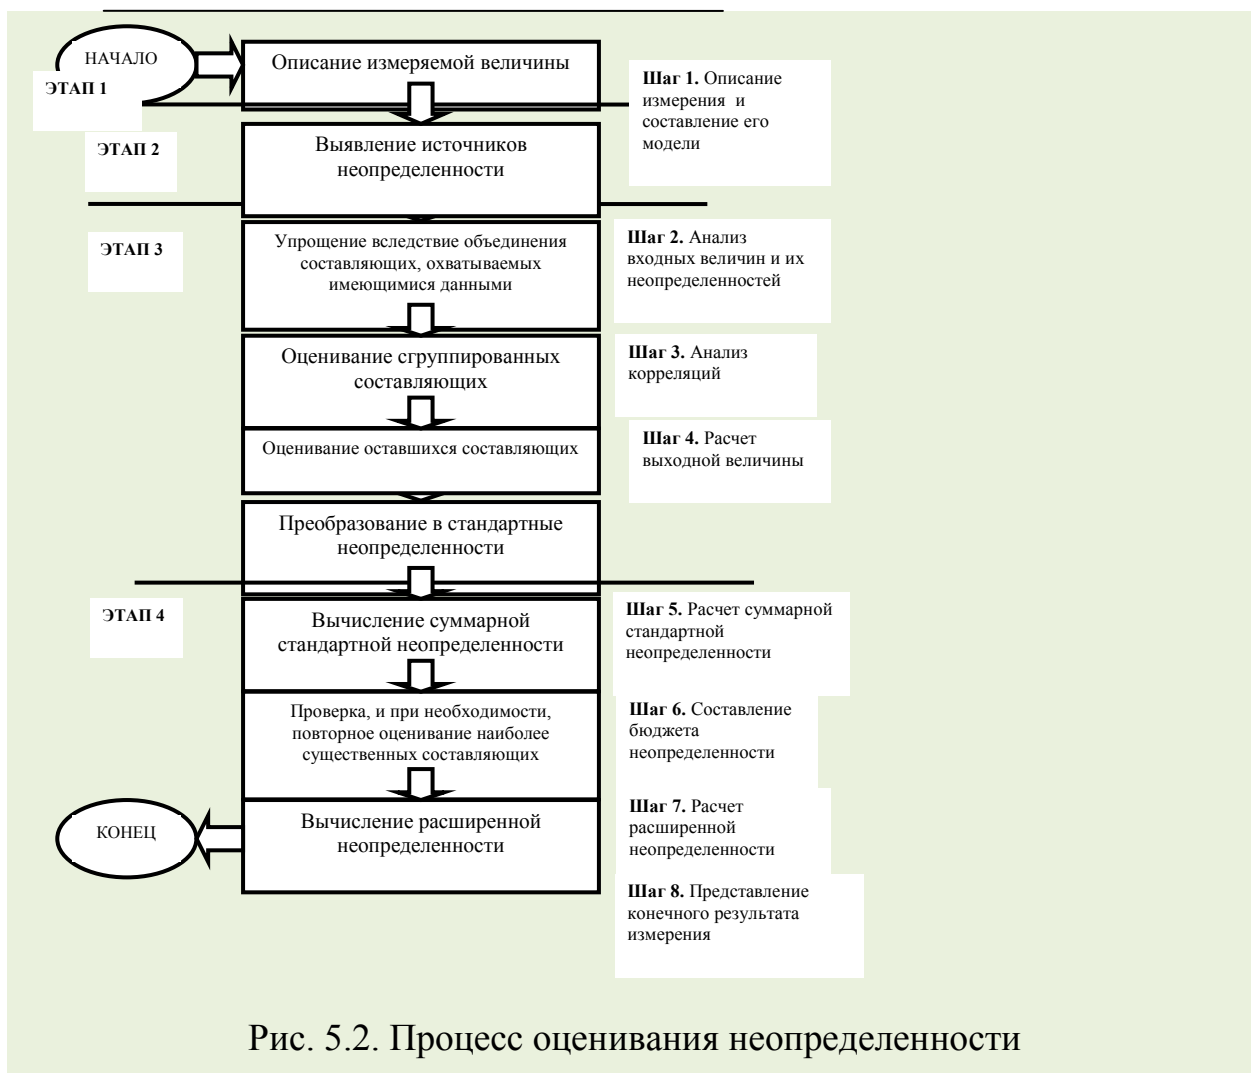 НАЧАЛО
ЭТАП 1
Описание измеряемой величины
Шаг 1. Описание
измерения и
составление его
модели
ЭТАП 2
Выявление источников
неопределенности
ЭТАП 3
Упрощение вследствие объединения
составляющих, охватываемых
имеющимися данными
Шаг 2. Анализ
входных величин и их
неопределенностей
Оценивание сгруппированных
составляющих
Шаг 3. Анализ
корреляций
Оценивание оставшихся составляющих
Шаг 4. Расчет
выходной величины
Преобразование в стандартные
неопределенности
ЭТАП 4
Вычисление суммарной
стандартной неопределенности
Шаг 5. Расчет суммарной
стандартной
неопределенности
Проверка, и при необходимости,
повторное оценивание наиболее
существенных составляющих
Шаг 6. Составление
бюджета
неопределенности
КОНЕЦ
Вычисление расширенной
неопределенности
Шаг 7. Расчет
расширенной
неопределенности
Шаг 8. Представление
конечного результата
измерения
Рис. 5.2. Процесс оценивания неопределенности